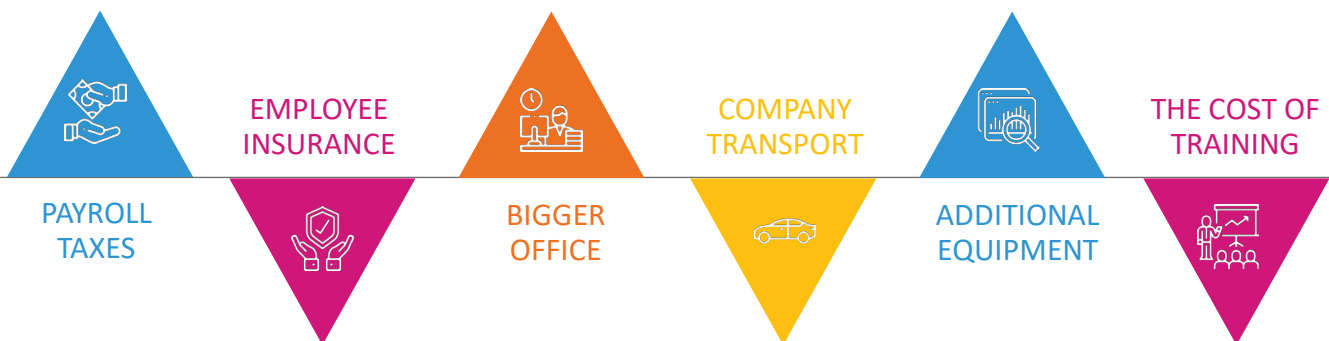 PAYROLL
TAXES
EMPLOYEE
INSURANCE
BIGGER
OFFICE
COMPANY
TRANSPORT
ADDITIONAL
EQUIPMENT
THE COST OF
TRAINING